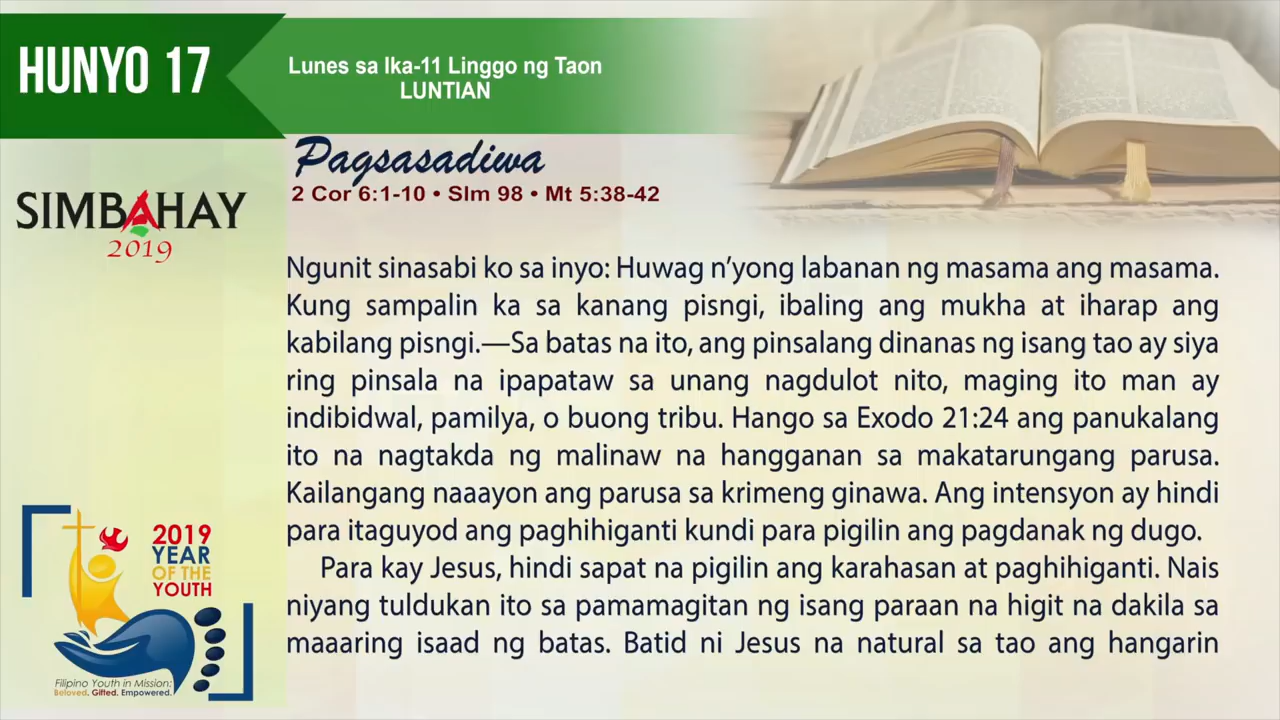 HUNYO 17
Lunes sa Ika-11 Linggo ng Taon
LUNTIAN
Pagsasadiwa
2 Cor 6:1-10 • Slm 98 • Mt 5:38-42
SIMBAHAY
2019
Ngunit sinasabi ko sa inyo: Huwag n’yong labanan ng masama ang masama.
Kung sampalin ka sa kanang pisngi, ibaling ang mukha at iharap ang
kabilang pisngi.—Sa batas na ito, ang pinsalang dinanas ng isang tao ay siya
ring pinsala na ipapataw sa unang nagdulot nito, maging ito man ay
indibidwal, pamilya, o buong tribu. Hango sa Exodo 21:24 ang panukalang
ito na nagtakda ng malinaw na hangganan sa makatarungang parusa.
Kailangang naaayon ang parusa sa krimeng ginawa. Ang intensyon ay hindi
para itaguyod ang paghihiganti kundi para pigilin ang pagdanak ng dugo.
Para kay Jesus, hindi sapat na pigilin ang karahasan at paghihiganti. Nais
niyang tuldukan ito sa pamamagitan ng isang paraan na higit na dakila sa
maaaring isaad ng batas. Batid ni Jesus na natural sa tao ang hangarin
2019
YEAR
OF THE
YOUTH
Filipino Youth in Mission:
Beloved. Gifted. Empowered.